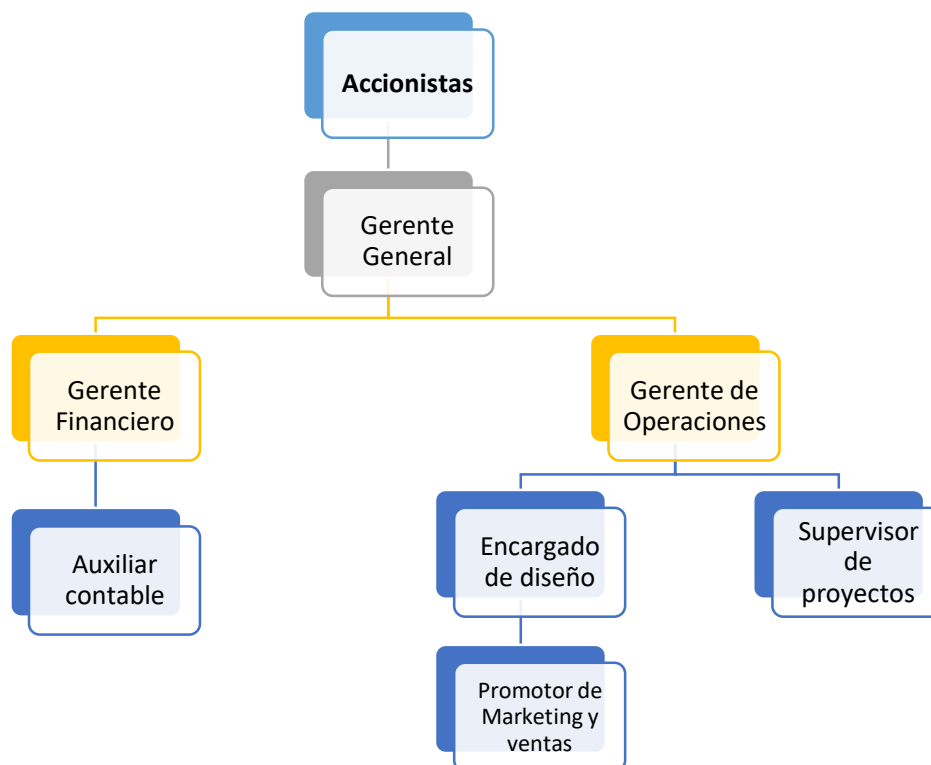 Accionistas
Gerente
General
Gerente
Financiero
Gerente de
Operaciones
Auxiliar
contable
Encargado
de diseño
Supervisor
de
proyectos
Promotor de
Marketing y
ventas